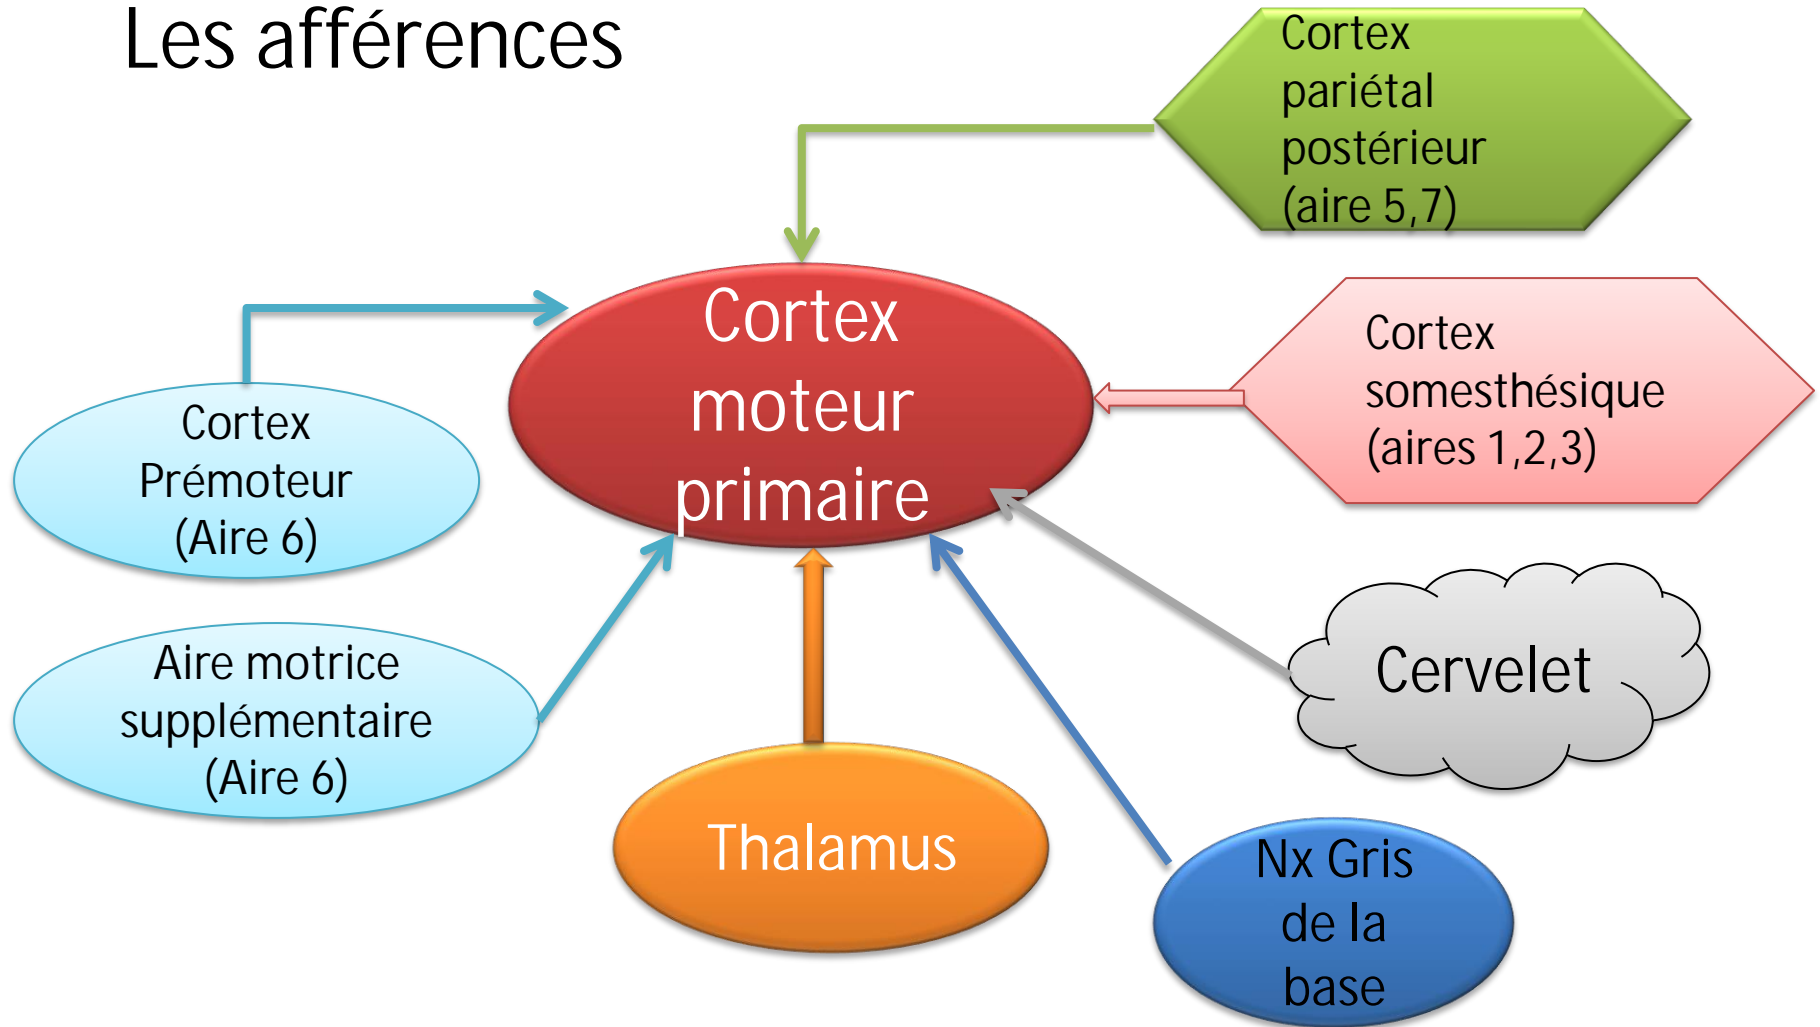 Les afférences
Cortex
pariétal
postérieur
(aire 5,7)
Cortex
moteur
primaire
Cortex
somesthésique
(aires 1,2,3)
Cortex
Prémoteur
(Aire 6)
Aire motrice
supplémentaire
(Aire 6)
Cervelet
Thalamus
Nx Gris
de la
base